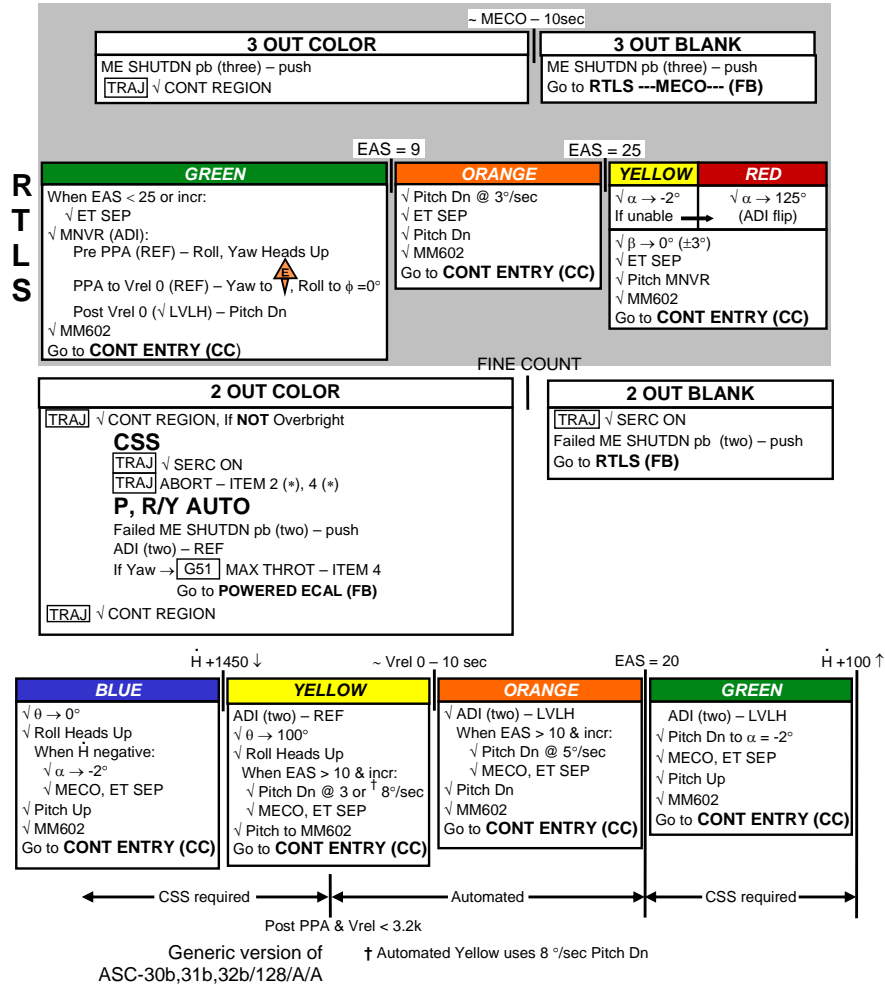 ~ MECO – 10sec
3 OUT COLOR
ME SHUTDN pb (three) – push
TRAJ √ CONT REGION
3 OUT BLANK
ME SHUTDN pb (three) – push
Go to RTLS ---MECO--- (FB)
RTLS
EAS = 9
EAS = 25
GREEN
When EAS < 25 or incr:
√ ET SEP
√ MNVR (ADI):
Pre PPA (REF) – Roll, Yaw Heads Up
PPA to Vrel 0 (REF) – Yaw to E, Roll to ϕ =0°
Post Vrel 0 (√ LVLH) – Pitch Dn
√ MM602
Go to CONT ENTRY (CC)
ORANGE
√ Pitch Dn @ 3°/sec
√ ET SEP
√ Pitch Dn
√ MM602
Go to CONT ENTRY (CC)
YELLOW
√ α → -2°
If unable
RED
√ α → 125°
(ADI flip)
√ β → 0° (±3°)
√ ET SEP
√ Pitch MNVR
√ MM602
Go to CONT ENTRY (CC)
FINE COUNT
2 OUT COLOR
TRAJ √ CONT REGION, If NOT Overbright
CSS
TRAJ √ SERC ON
TRAJ ABORT – ITEM 2 (∗), 4 (∗)
P, R/Y AUTO
Failed ME SHUTDN pb (two) – push
ADI (two) – REF
If Yaw → G51 MAX THROT – ITEM 4
Go to POWERED ECAL (FB)
TRAJ √ CONT REGION
2 OUT BLANK
TRAJ √ SERC ON
Failed ME SHUTDN pb (two) – push
Go to RTLS (FB)
Ḣ +1450 ↓
~ Vrel 0 – 10 sec
EAS = 20
Ḣ +100 ↑
BLUE
√ θ → 0°
√ Roll Heads Up
When Ḣ negative:
√ α → -2°
√ MECO, ET SEP
√ Pitch Up
√ MM602
Go to CONT ENTRY (CC)
YELLOW
ADI (two) – REF
√ θ → 100°
√ Roll Heads Up
When EAS > 10 & incr:
√ Pitch Dn @ 3 or † 8°/sec
√ MECO, ET SEP
√ Pitch to MM602
Go to CONT ENTRY (CC)
ORANGE
√ ADI (two) – LVLH
When EAS > 10 & incr:
√ Pitch Dn @ 5°/sec
√ MECO, ET SEP
√ Pitch Dn
√ MM602
Go to CONT ENTRY (CC)
GREEN
ADI (two) – LVLH
√ Pitch Dn to α = -2°
√ MECO, ET SEP
√ Pitch Up
√ MM602
Go to CONT ENTRY (CC)
CSS required
Automated
CSS required
Post PPA & Vrel < 3.2k
Generic version of
ASC-30b,31b,32b/128/A/A
† Automated Yellow uses 8 °/sec Pitch Dn